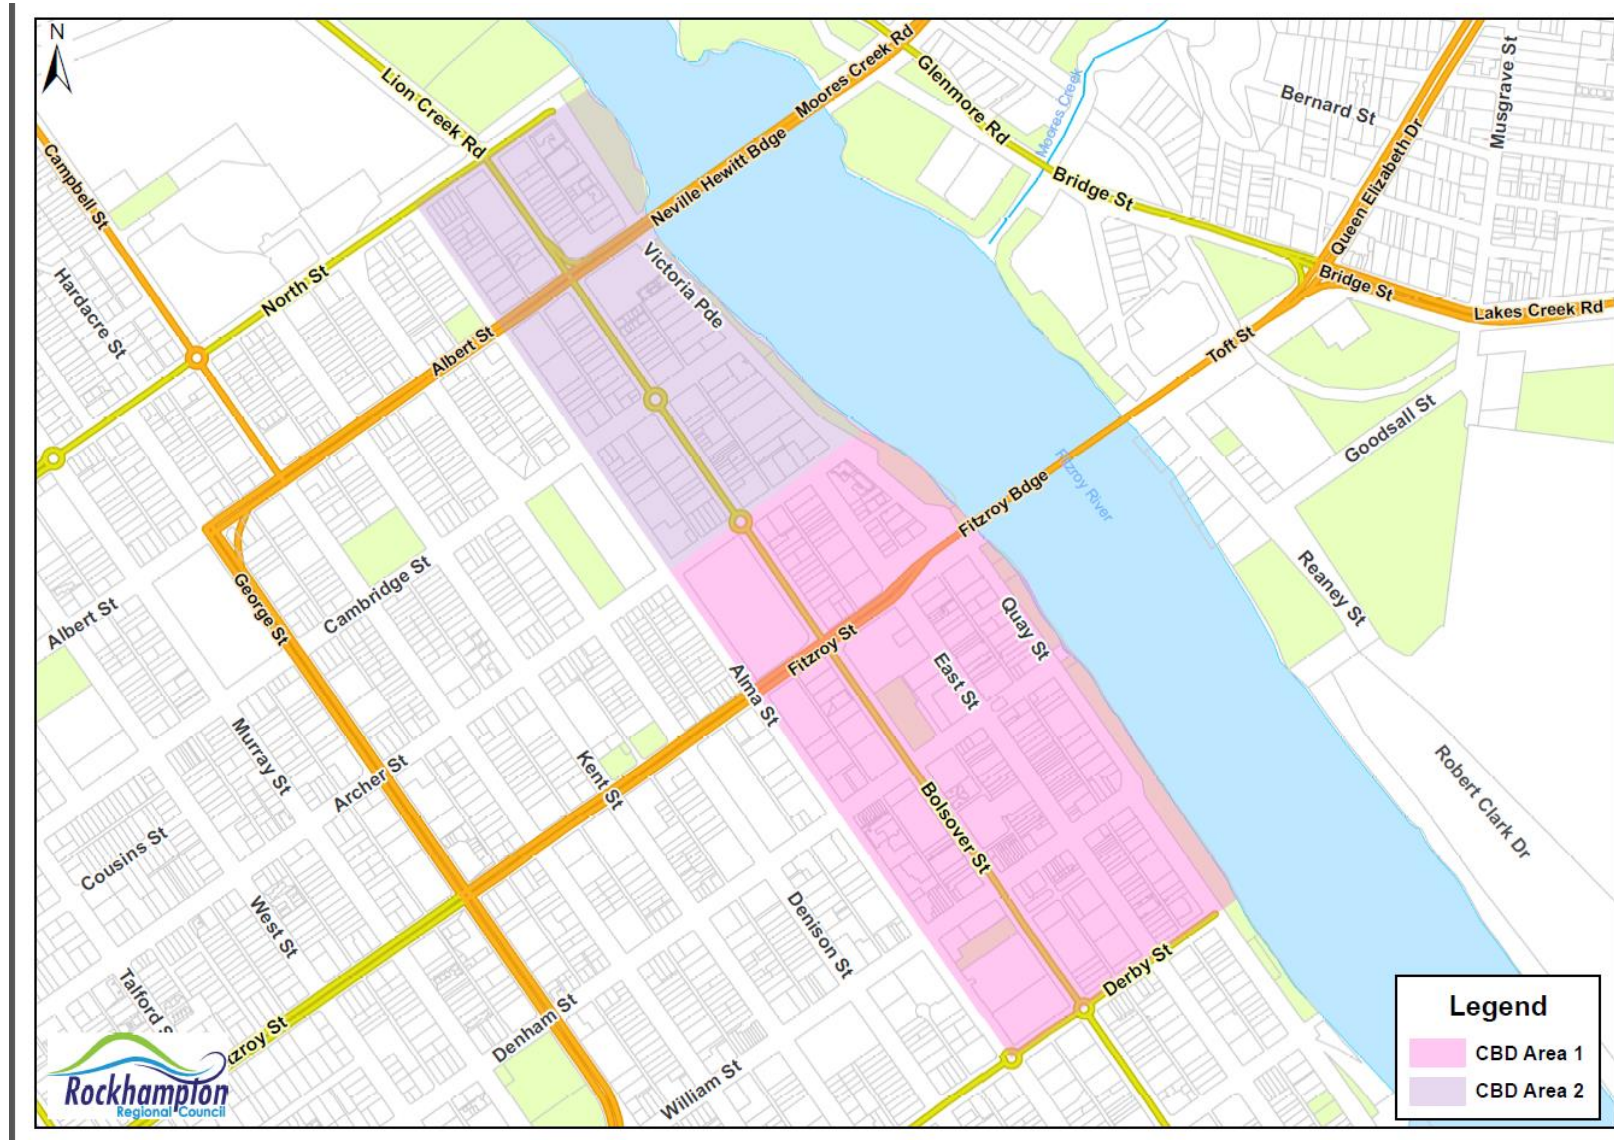 N
Lion Creek Rd
Moores Creek Rd
Glenmore Rd
Moores Creek
Bernard St
Musgrave St
Queen Elizabeth Dr
Campbell St
Neville Hewitt Bdge
Bridge St
Hardacre St
North St
Victoria Pde
Bridge St
Lakes Creek Rd
Albert St
Toft St
Goodsall St
Fitzroy Bdge
Fitzroy River
Reaney St
George St
Cambridge St
Albert St
Quay St
Fitzroy St
East St
Alma St
Murray St
Archer St
Kent St
Robert Clark Dr
Bolsover St
Cousins St
West St
Denison St
Derby St
Talford S
zroy St
Denham St
William St
Rockhampton
Regional Council
Legend
CBD Area 1
CBD Area 2